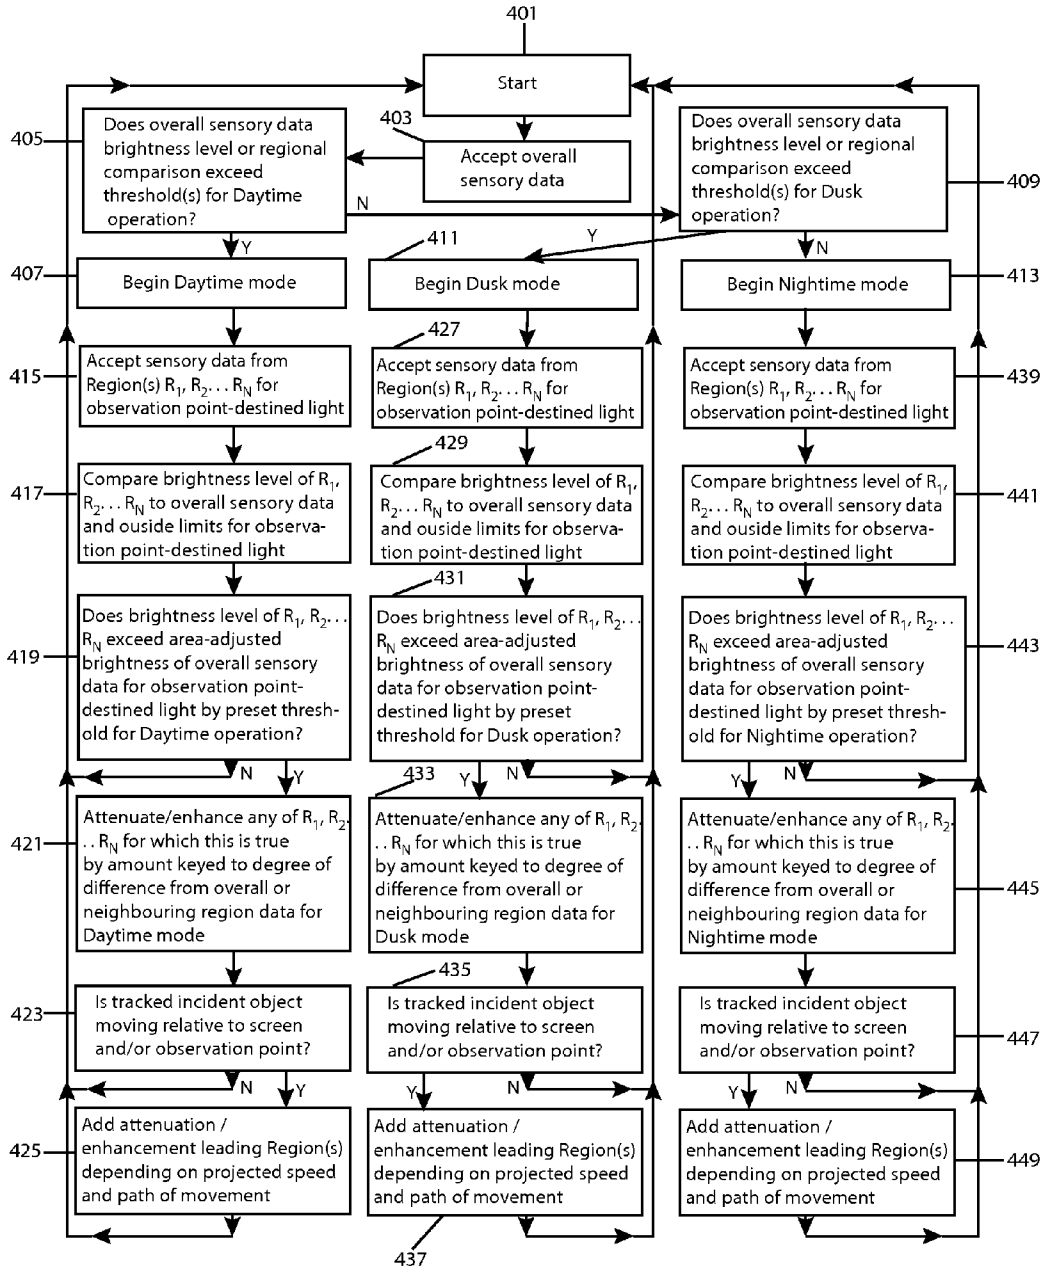 401
Start
403
Accept overall
sensory data
405
Does overall sensory data
brightness level or regional
comparison exceed
threshold(s) for Daytime
operation?
N
Y
409
Does overall sensory data
brightness level or regional
comparison exceed
threshold(s) for Dusk
operation?
Y
N
407
Begin Daytime mode
411
Begin Dusk mode
413
Begin Nightime mode
415
Accept sensory data from
Region(s) R1, R2... RN for
observation point-destined light
427
Accept sensory data from
Region(s) R1, R2... RN for
observation point-destined light
439
Accept sensory data from
Region(s) R1, R2... RN for
observation point-destined light
417
Compare brightness level of R1,
R2... RN to overall sensory data
and ouside limits for observa-
tion point-destined light
429
Compare brightness level of R1,
R2... RN to overall sensory data
and ouside limits for observa-
tion point-destined light
441
Compare brightness level of R1,
R2... RN to overall sensory data
and ouside limits for observa-
tion point-destined light
419
Does brightness level of R1, R2...
RN exceed area-adjusted
brightness of overall sensory
data for observation point-
destined light by preset thresh-
old for Daytime operation?
N
Y
431
Does brightness level of R1, R2...
RN exceed area-adjusted
brightness of overall sensory
data for observation point-
destined light by preset
threshold for Dusk operation?
Y
N
443
Does brightness level of R1, R2...
RN exceed area-adjusted
brightness of overall sensory
data for observation point-
destined light by preset thresh-
old for Nightime operation?
Y
N
421
Attenuate/enhance any of R1, R2.
.. RN for which this is true
by amount keyed to degree of
difference from overall or
neighbouring region data for
Daytime mode
433
Attenuate/enhance any of R1, R2.
.. RN for which this is true
by amount keyed to degree of
difference from overall or
neighbouring region data for
Dusk mode
445
Attenuate/enhance any of R1, R2.
.. RN for which this is true
by amount keyed to degree of
difference from overall or
neighbouring region data for
Nightime mode
423
Is tracked incident object
moving relative to screen
and/or observation point?
N
Y
435
Is tracked incident object
moving relative to screen
and/or observation point?
Y
N
447
Is tracked incident object
moving relative to screen
and/or observation point?
Y
N
425
Add attenuation /
enhancement leading Region(s)
depending on projected speed
and path of movement
437
Add attenuation /
enhancement leading Region(s)
depending on projected speed
and path of movement
449
Add attenuation /
enhancement leading Region(s)
depending on projected speed
and path of movement